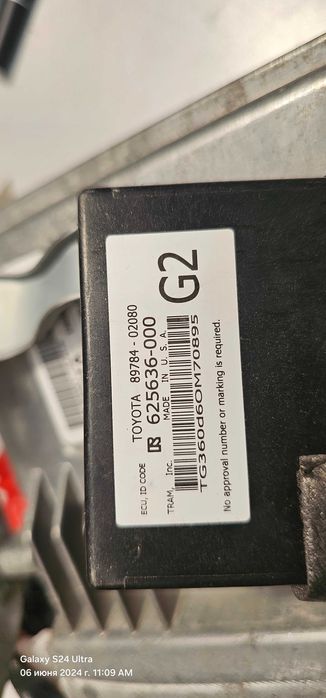 ECU, ID CODE
TOYOTA 89784 - 02080
625636-000
MADE IN U. S. A.
TRAM, Inc.
G2
TG360d60M70895
No approval number or marking is required.
Galaxy S24 Ultra
06 июня 2024 г. 11:09 AM